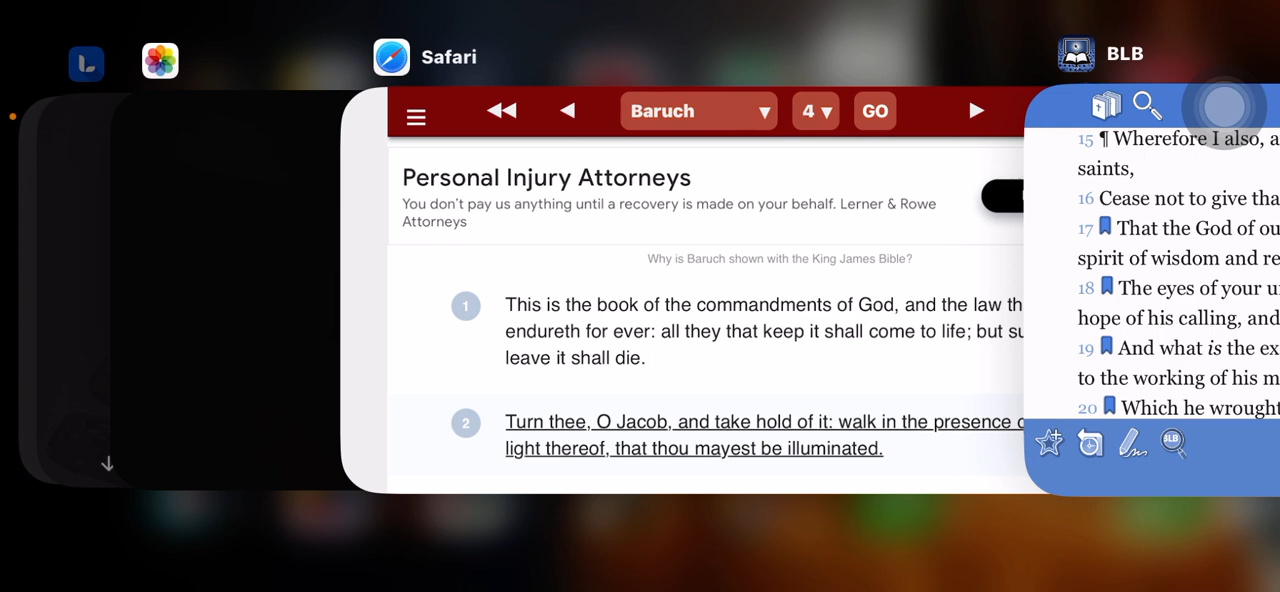 Safari
BLB
Baruch ▼ 4 ▼ GO
Personal Injury Attorneys
You don't pay us anything until a recovery is made on your behalf. Lerner & Rowe
Attorneys
Why is Baruch shown with the King James Bible?
1 This is the book of the commandments of God, and the law th
endureth for ever: all they that keep it shall come to life; but su
leave it shall die.
2 Turn thee, O Jacob, and take hold of it: walk in the presence o
light thereof, that thou mayest be illuminated.
15 ¶ Wherefore I also, a
saints,
16 Cease not to give tha
17 That the God of ou
spirit of wisdom and re
18 The eyes of your u
hope of his calling, and
19 And what is the ex
to the working of his m
20 Which he wrought
BLB